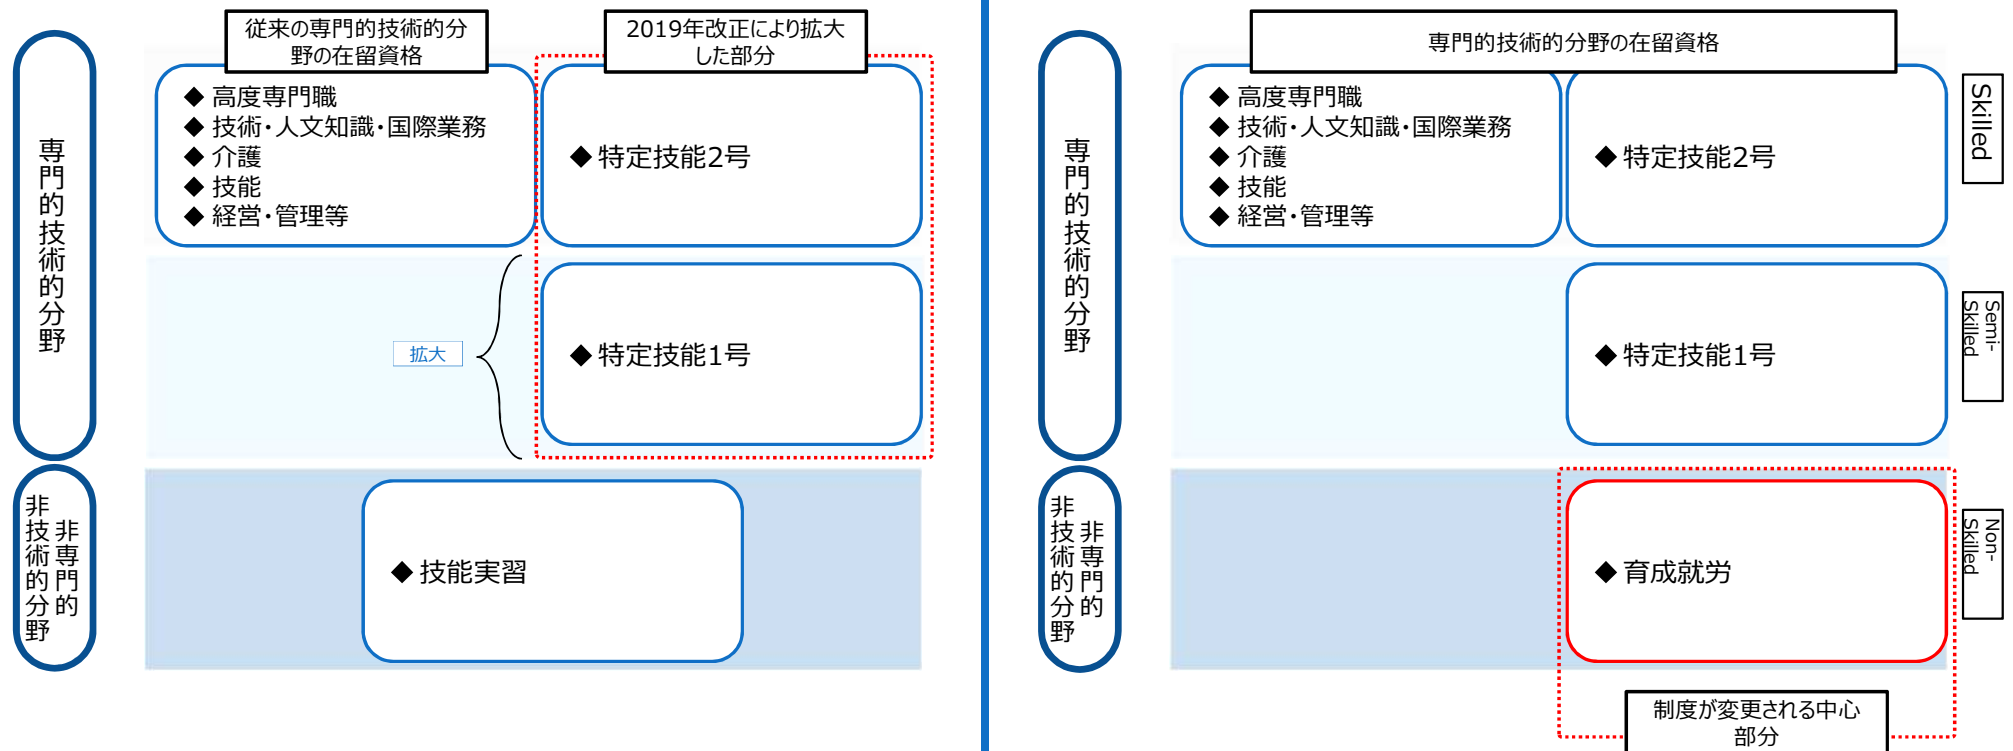 従来の専門的技術的分
野の在留資格
2019年改正により拡大
した部分
専門的技術的分野
◆ 高度専門職
◆ 技術・人文知識・国際業務
◆ 介護
◆ 技能
◆ 経営・管理等
◆ 特定技能2号
拡大
◆ 特定技能1号
非専門的
非技術的分野
◆ 技能実習
専門的技術的分野の在留資格
専門的技術的分野
◆ 高度専門職
◆ 技術・人文知識・国際業務
◆ 介護
◆ 技能
◆ 経営・管理等
◆ 特定技能2号
Skilled
◆ 特定技能1号
Semi-
Skilled
非専門的
非技術的分野
◆ 育成就労
Non-
Skilled
制度が変更される中心
部分